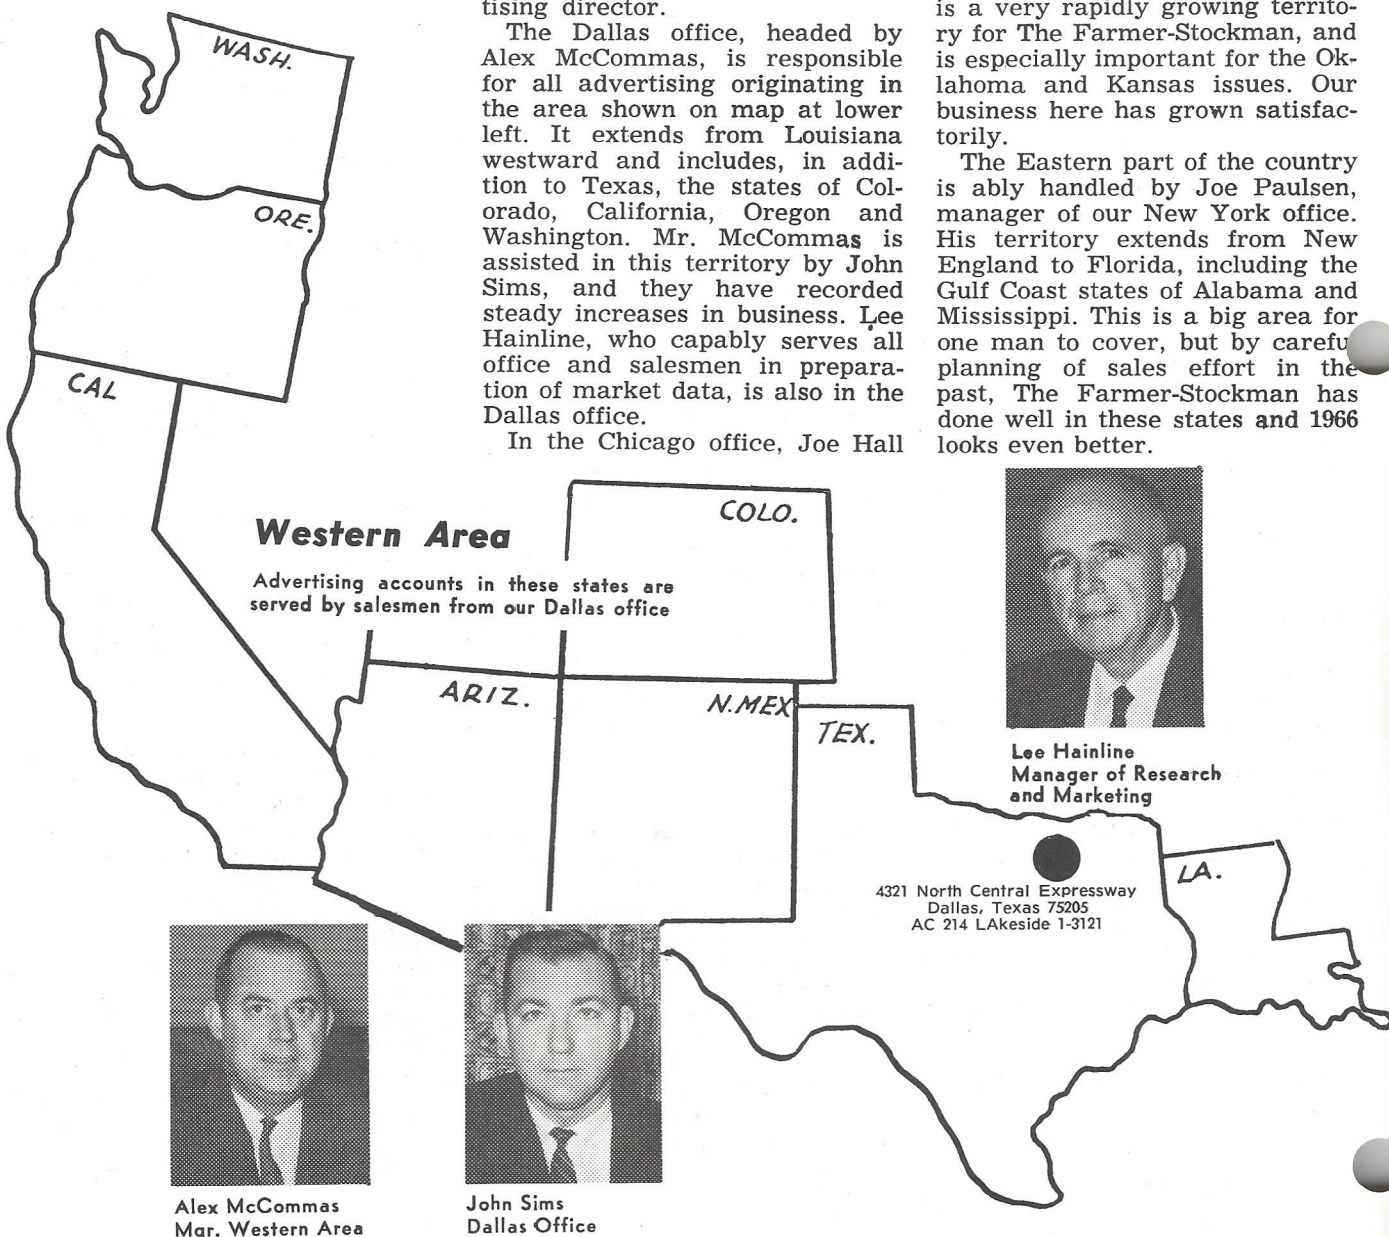 tising director.
The Dallas office, headed by
Alex McCommas, is responsible
for all advertising originating in
the area shown on map at lower
left. It extends from Louisiana
westward and includes, in addi-
tion to Texas, the states of Col-
orado, California, Oregon and
Washington. Mr. McCommas is
assisted in this territory by John
Sims, and they have recorded
steady increases in business. Lee
Hainline, who capably serves all
office and salesmen in prepara-
tion of market data, is also in the
Dallas office.
In the Chicago office, Joe Hall
is a very rapidly growing territo-
ry for The Farmer-Stockman, and
is especially important for the Ok-
lahoma and Kansas issues. Our
business here has grown satisfac-
torily.
The Eastern part of the country
is ably handled by Joe Paulsen,
manager of our New York office.
His territory extends from New
England to Florida, including the
Gulf Coast states of Alabama and
Mississippi. This is a big area for
one man to cover, but by carefu
planning of sales effort in the
past, The Farmer-Stockman has
done well in these states and 1966
looks even better.
WASH.
ORE.
CAL
COLO.
Western Area
Advertising accounts in these states are
served by salesmen from our Dallas office
ARIZ.
N.MEX
TEX.
LA.
Lee Hainline
Manager of Research
and Marketing
4321 North Central Expressway
Dallas, Texas 75205
AC 214 LAkeside 1-3121
Alex McCommas
Mgr. Western Area
John Sims
Dallas Office